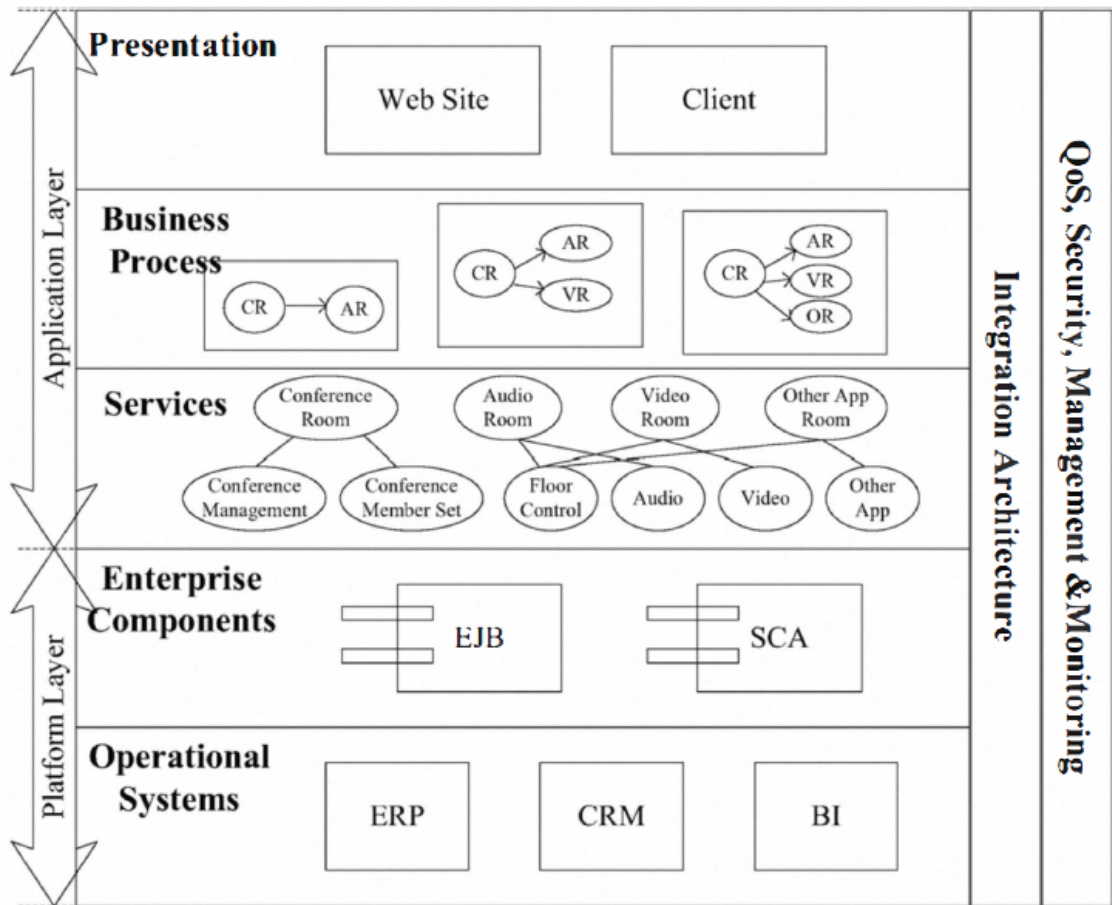 Presentation
Web Site
Client
Business
Process
CR
AR
CR
AR
VR
CR
AR
VR
OR
Services
Conference
Room
Audio
Room
Video
Room
Other App
Room
Conference
Management
Conference
Member Set
Floor
Control
Audio
Video
Other
App
Enterprise
Components
EJB
SCA
Operational
Systems
ERP
CRM
BI
Application Layer
Platform Layer
Integration Architecture
QoS, Security, Management &Monitoring